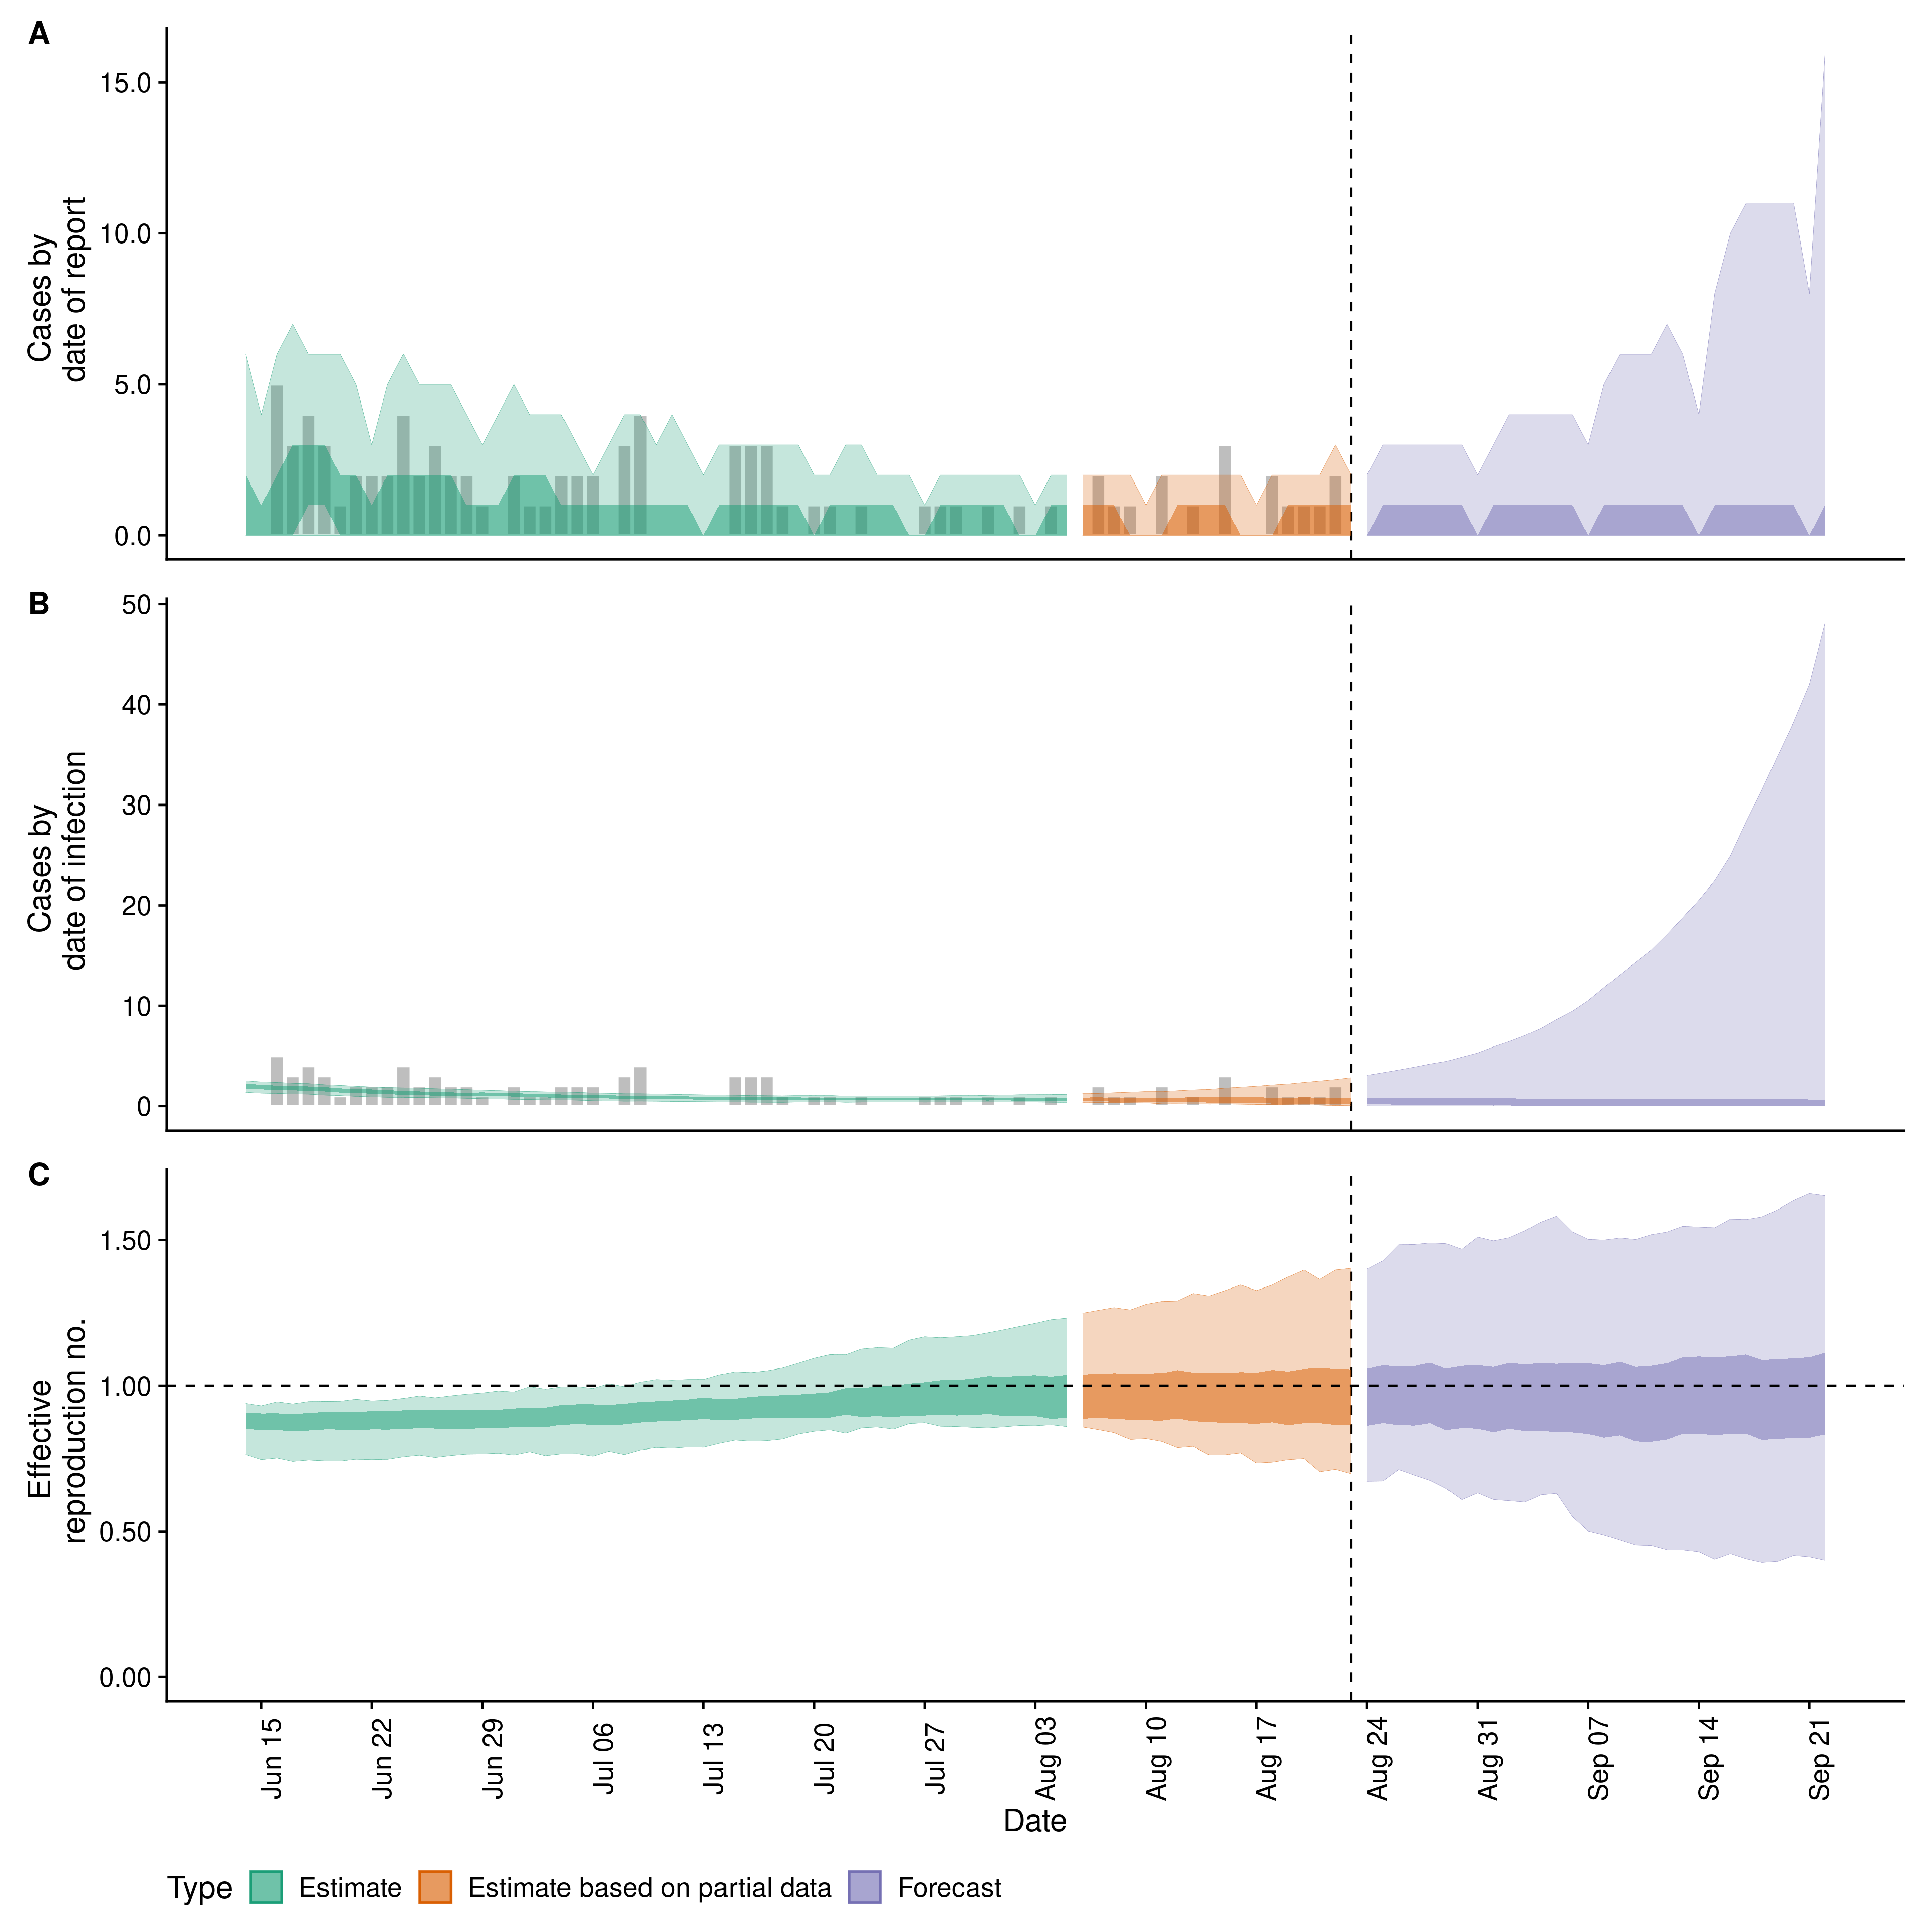 A
15.0
10.0
5.0
0.0
Cases by
date of report
B
50
40
30
20
10
0
Cases by
date of infection
C
1.50
1.00
0.50
0.00
Effective
reproduction no.
Jun 15
Jun 22
Jun 29
Jul 06
Jul 13
Jul 20
Jul 27
Aug 03
Aug 10
Aug 17
Aug 24
Aug 31
Sep 07
Sep 14
Sep 21
Date
Type Estimate Estimate based on partial data Forecast